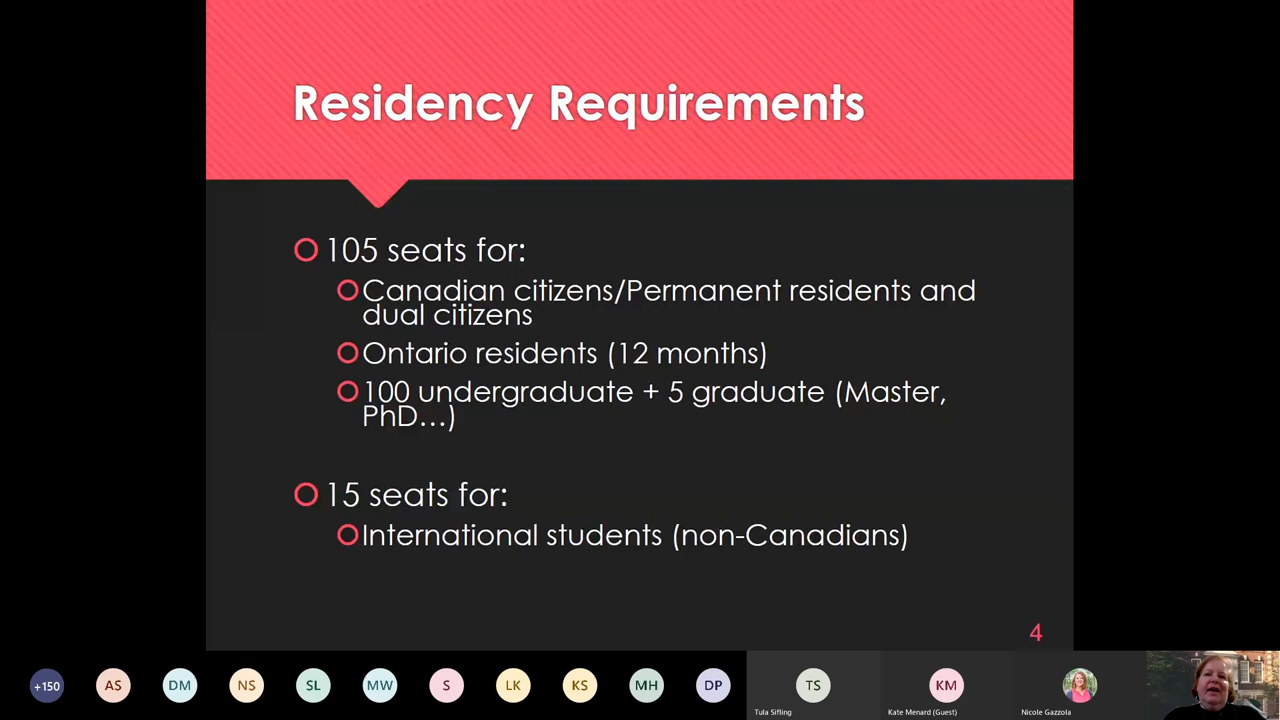 Residency Requirements
105 seats for:
Canadian citizens/Permanent residents and
dual citizens
Ontario residents (12 months)
100 undergraduate + 5 graduate (Master,
PhD…)
15 seats for:
International students (non-Canadians)
4
+150
AS
DM
NS
SL
MW
S
LK
KS
MH
DP
TS
KM
Tula Sifling
Kate Menard (Guest)
Nicole Gazzola